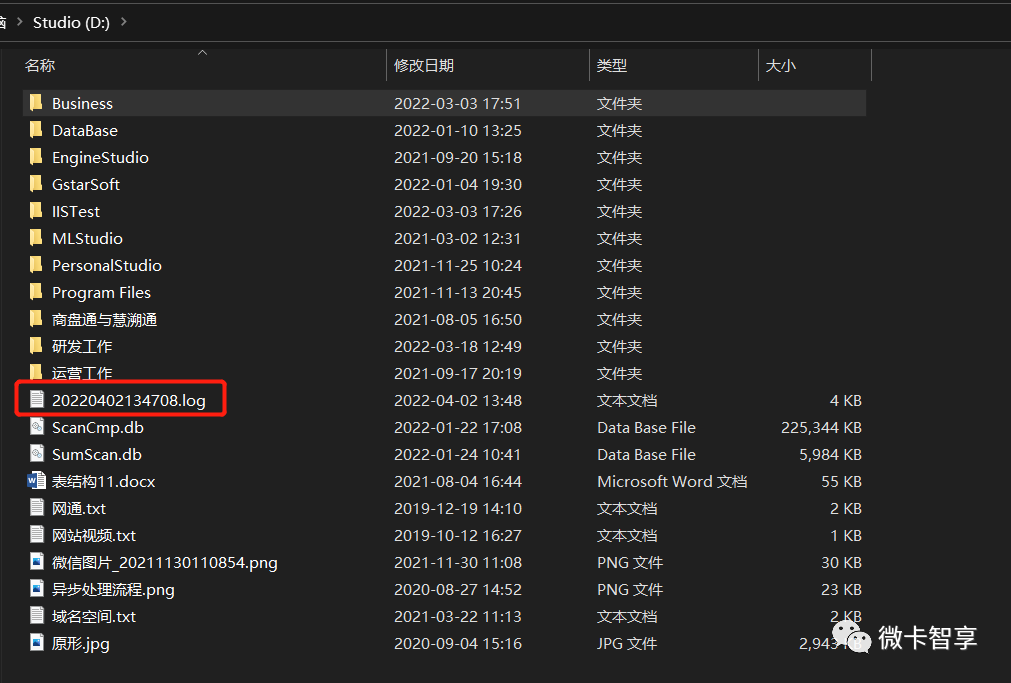 Studio (D:)
名称 修改日期 类型 大小
Business 2022-03-03 17:51 文件夹
DataBase 2022-01-10 13:25 文件夹
EngineStudio 2021-09-20 15:18 文件夹
GstarSoft 2022-01-04 19:30 文件夹
IISTest 2022-03-03 17:26 文件夹
MLStudio 2021-03-02 12:31 文件夹
PersonalStudio 2021-11-25 10:24 文件夹
Program Files 2021-11-13 20:45 文件夹
商盘通与慧溯通 2021-08-05 16:50 文件夹
研发工作 2022-03-18 12:49 文件夹
运营工作 2021-09-17 20:19 文件夹
20220402134708.log 2022-04-02 13:48 文本文档 4 KB
ScanCmp.db 2022-01-22 17:08 Data Base File 225,344 KB
SumScan.db 2022-01-24 10:41 Data Base File 5,984 KB
表结构11.docx 2021-08-04 16:44 Microsoft Word 文档 55 KB
网通.txt 2019-12-19 14:10 文本文档 2 KB
网站视频.txt 2019-10-12 16:27 文本文档 1 KB
微信图片_20211130110854.png 2021-11-30 11:08 PNG 文件 30 KB
异步处理流程.png 2020-08-27 14:52 PNG 文件 23 KB
域名空间.txt 2021-03-22 11:13 文本文档 2 KB
原形.jpg 2020-09-04 15:16 JPG 文件 2,943
微卡智享